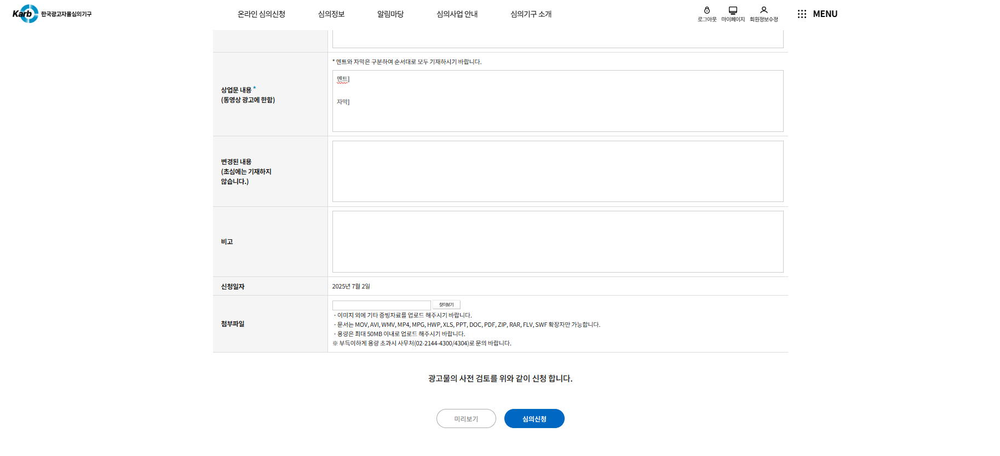 Karb 한국광고자율심의기구
온라인 심의신청
심의정보
알림마당
심의사업 안내
심의기구 소개
로그아웃
마이페이지
회원정보수정
MENU
* 멘트와 자막은 구분하여 순서대로 모두 기재하시기 바랍니다.
상업문 내용 *
(동영상 광고에 한함)
멘트]
자막]
변경된 내용
(초심에는 기재하지
않습니다.)
비고
신청일자
2025년 7월 2일
첨부파일
찾아보기
· 이미지 외에 기타 증빙자료를 업로드 해주시기 바랍니다.
· 문서는 MOV, AVI, WMV, MP4, MPG, HWP, XLS, PPT, DOC, PDF, ZIP, RAR, FLV, SWF 확장자만 가능합니다.
· 용량은 최대 50MB 이내로 업로드 해주시기 바랍니다.
※ 부득이하게 용량 초과시 사무처(02-2144-4300/4304)로 문의 바랍니다.
광고물의 사전 검토를 위와 같이 신청 합니다.
미리보기
심의신청